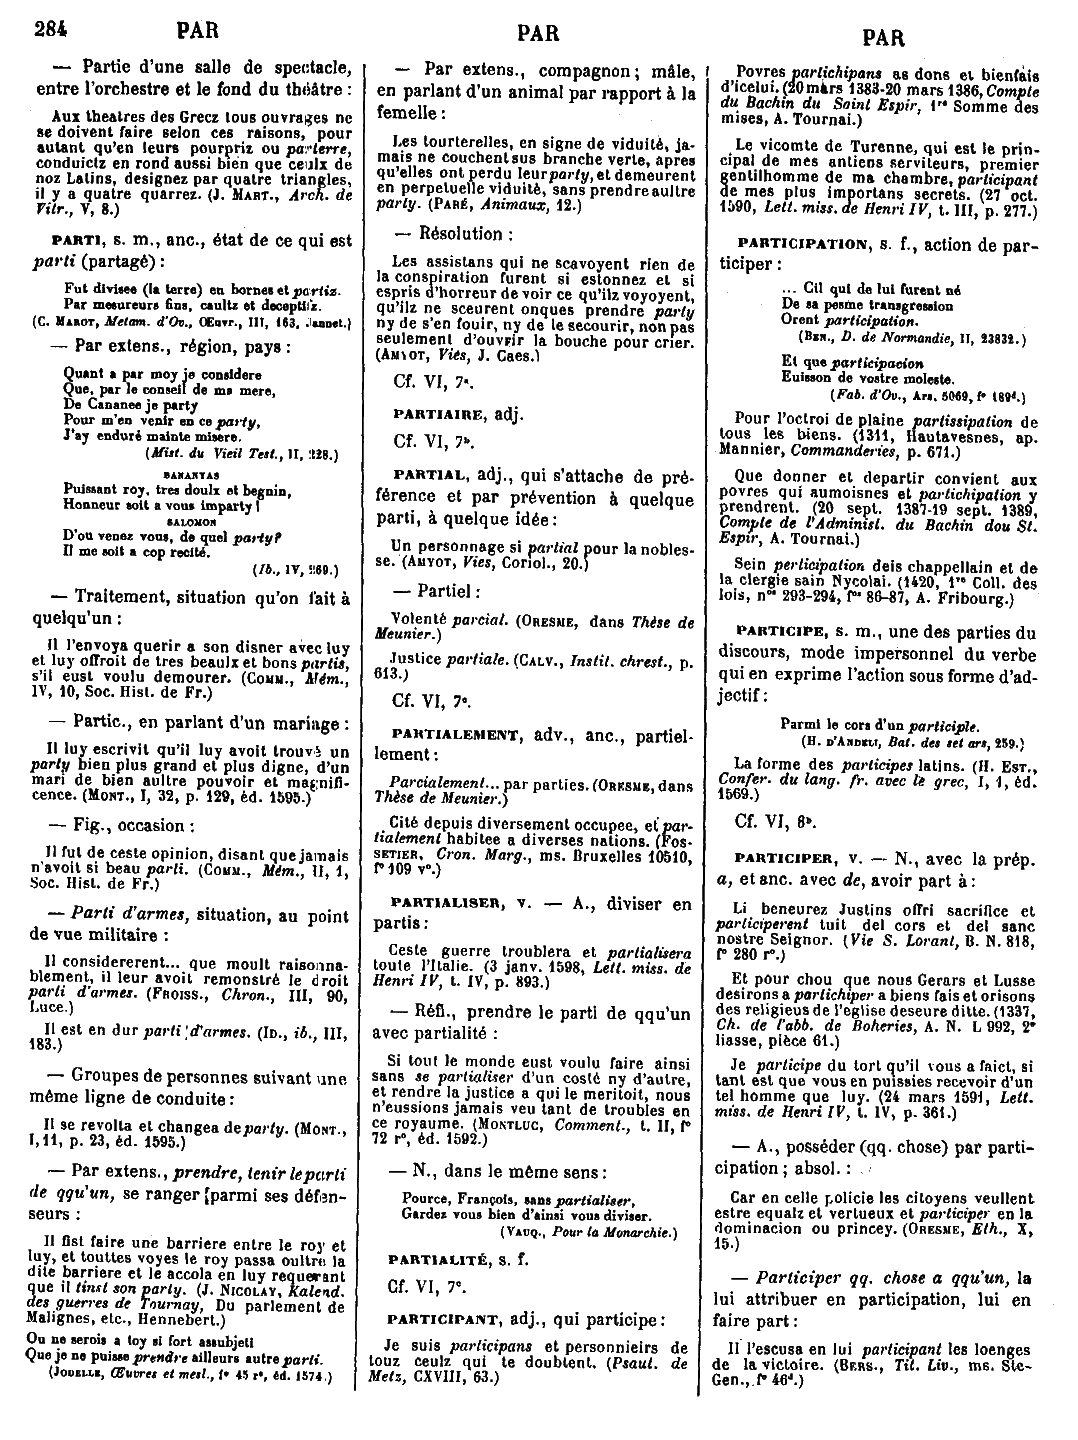 284 PAR PAR PAR
— Partie d'une salle de spectacle,
entre l'orchestre et le fond du théâtre :
Aux theatres des Grecz tous ouvrages ne
se doivent faire selon ces raisons, pour
autant qu'en leurs pourpriz ou parterre,
conduictz en rond aussi bien que ceulx de
noz Latins, designez par quatre triangles,
il y a quatre quarrez. (J. MART., Arch. de
Vitr., V, 8.)
PARTI, s. m., anc., état de ce qui est
parti (partagé) :
Fut divisee (la terre) en bornes et partiz.
Par mesureurs fins, caultz et deceptifz.
(C. MAROT, Metam. d'Ov., OEuvr., III, 163, Jannet.)
— Par extens., région, pays :
Quant a par moy je considere
Que, par le conseil de ma mere,
De Cananee je party
Pour m'en venir en ce party,
J'ay enduré mainte misere.
(Mist. du Vieil Test., II, 228.)
BANANYAS
Puissant roy, tres doulx et begnin,
Honneur soit a vous imparty !
SALOMON
D'ou venez vous, de quel party?
Il me soit a cop recité.
(Ib., IV, 269.)
— Traitement, situation qu'on fait à
quelqu'un :
Il l'envoya querir a son disner avec luy
et luy offroit de tres beaulx et bons partis,
s'il eust voulu demourer. (COMM., Mém.,
IV, 10, Soc. Hist. de Fr.)
— Partic., en parlant d'un mariage :
Il luy escrivit qu'il luy avoit trouvé un
party bien plus grand et plus digne, d'un
mari de bien aultre pouvoir et magnifi-
cence. (MONT., I, 32, p. 129, éd. 1595.)
— Fig., occasion :
Il fut de ceste opinion, disant que jamais
n'avoit si beau parti. (COMM., Mém., II, 1,
Soc. Hist. de Fr.)
— Parti d'armes, situation, au point
de vue militaire :
Il considererent... que moult raisonna-
blement, il leur avoit remonstré le droit
parti d'armes. (FROISS., Chron., III, 90,
Luce.)
Il est en dur parti d'armes. (ID., ib., III,
183.)
— Groupes de personnes suivant une
même ligne de conduite :
Il se revolta et changea de party. (MONT.,
I, 11, p. 23, éd. 1595.)
— Par extens., prendre, tenir le parti
de qqu'un, se ranger parmi ses défen-
seurs :
Il fist faire une barriere entre le roy et
luy, et touttes voyes le roy passa oultre la
dite barriere et le accola en luy requerant
que il tinst son party. (J. NICOLAY, Kalend.
des guerres de Tournay, Du parlement de
Malignes, etc., Hennebert.)
Ou ne serois a toy si fort assubjeti
Que je ne puisse prendre ailleurs autre parti.
(JODELLE, Œuvres et mesl., f° 45 r°, éd. 1574.)
— Par extens., compagnon ; mâle,
en parlant d'un animal par rapport à la
femelle :
Les tourterelles, en signe de viduité, ja-
mais ne couchent sus branche verte, apres
qu'elles ont perdu leur party, et demeurent
en perpetuelle viduité, sans prendre aultre
party. (PARÉ, Animaux, 12.)
— Résolution :
Les assistans qui ne scavoyent rien de
la conspiration furent si estonnez et si
espris d'horreur de voir ce qu'ilz voyoyent,
qu'ilz ne sceurent onques prendre party
ny de s'en fouir, ny de le secourir, non pas
seulement d'ouvrir la bouche pour crier.
(AMYOT, Vies, J. Caes.)
Cf. VI, 7ᵃ.
PARTIAIRE, adj.
Cf. VI, 7ᵇ.
PARTIAL, adj., qui s'attache de pré-
férence et par prévention à quelque
parti, à quelque idée :
Un personnage si partial pour la nobles-
se. (AMYOT, Vies, Coriol., 20.)
— Partiel :
Volenté parcial. (ORESME, dans Thèse de
Meunier.)
Justice partiale. (CALV., Instit. chrest., p.
613.)
Cf. VI, 7ᵉ.
PARTIALEMENT, adv., anc., partiel-
lement :
Parcialement... par parties. (ORESME, dans
Thèse de Meunier.)
Cité depuis diversement occupee, et par-
tialement habitee a diverses nations. (FOS-
SETIER, Cron. Marg., ms. Bruxelles 10510,
f° 109 v°.)
PARTIALISER, v. — A., diviser en
partis :
Ceste guerre troublera et partialisera
toute l'Italie. (3 janv. 1598, Lett. miss. de
Henri IV, t. IV, p. 893.)
— Réfl., prendre le parti de qqu'un
avec partialité :
Si tout le monde eust voulu faire ainsi
sans se partialiser d'un costé ny d'autre,
et rendre la justice a qui le meritoit, nous
n'eussions jamais veu tant de troubles en
ce royaume. (MONTLUC, Comment., t. II, f°
72 r°, éd. 1592.)
— N., dans le même sens :
Pource, François, sans partialiser,
Gardez vous bien d'ainsi vous diviser.
(VAUQ., Pour la Monarchie.)
PARTIALITÉ, s. f.
Cf. VI, 7ᶜ.
PARTICIPANT, adj., qui participe :
Je suis participans et personnieirs de
touz ceulz qui te doubtent. (Psaut. de
Metz, CXVIII, 63.)
Povres partichipans as dons et bienfais
d'icelui. (20 mars 1383-20 mars 1386, Compte
du Bachin du Saint Espir, 1ʳᵉ Somme des
mises, A. Tournai.)
Le vicomte de Turenne, qui est le prin-
cipal de mes antiens serviteurs, premier
gentilhomme de ma chambre, participant
de mes plus importans secrets. (27 oct.
1590, Lett. miss. de Henri IV, t. III, p. 277.)
PARTICIPATION, s. f., action de par-
ticiper :
... Cil qui de lui furent né
De sa pesme transgression
Orent participation.
(BEN., D. de Normandie, II, 23832.)
Et que participacion
Euisson de vostre moleste.
(Fab. d'Ov., Ars. 5069, f° 189ᵈ.)
Pour l'octroi de plaine partissipation de
tous les biens. (1311, Hautavesnes, ap.
Mannier, Commanderies, p. 671.)
Que donner et departir convient aux
povres qui aumoisnes et partichipation y
prendrent. (20 sept. 1387-19 sept. 1389,
Compte de l'Administ. du Bachin dou St.
Espir, A. Tournai.)
Sein perticipation deis chappellain et de
la clergie sain Nycolai. (1420, 1ʳᵉ Coll. des
lois, nᵒˢ 293-294, fᵒˢ 86-87, A. Fribourg.)
PARTICIPE, s. m., une des parties du
discours, mode impersonnel du verbe
qui en exprime l'action sous forme d'ad-
jectif :
Parmi le cors d'un participle.
(H. D'ANDELI, Bat. des set ars, 259.)
La forme des participes latins. (H. EST.,
Confer. du lang. fr. avec le grec, I, 1, éd.
1569.)
Cf. VI, 8ᵇ.
PARTICIPER, v. — N., avec la prép.
a, et anc. avec de, avoir part à :
Li beneurez Justins offri sacrifice et
participerent tuit del cors et del sanc
nostre Seignor. (Vie S. Lorant, B. N. 818,
f° 280 r°.)
Et pour chou que nous Gerars et Lusse
desirons a partichiper a biens fais et orisons
des religieus de l'eglise deseure ditte. (1337,
Ch. de l'abb. de Boheries, A. N. L 992, 2ᵉ
liasse, pièce 61.)
Je participe du tort qu'il vous a faict, si
tant est que vous en puissies recevoir d'un
tel homme que luy. (24 mars 1591, Lett.
miss. de Henri IV, t. IV, p. 361.)
— A., posséder (qq. chose) par parti-
cipation ; absol. :
Car en celle policie les citoyens veullent
estre equalz et vertueux et participer en la
dominacion ou princey. (ORESME, Eth., X,
15.)
— Participer qq. chose a qqu'un, la
lui attribuer en participation, lui en
faire part :
Il l'escusa en lui participant les loenges
de la victoire. (BERS., Tit. Liv., ms. Ste-
Gen., f° 46ᵈ.)